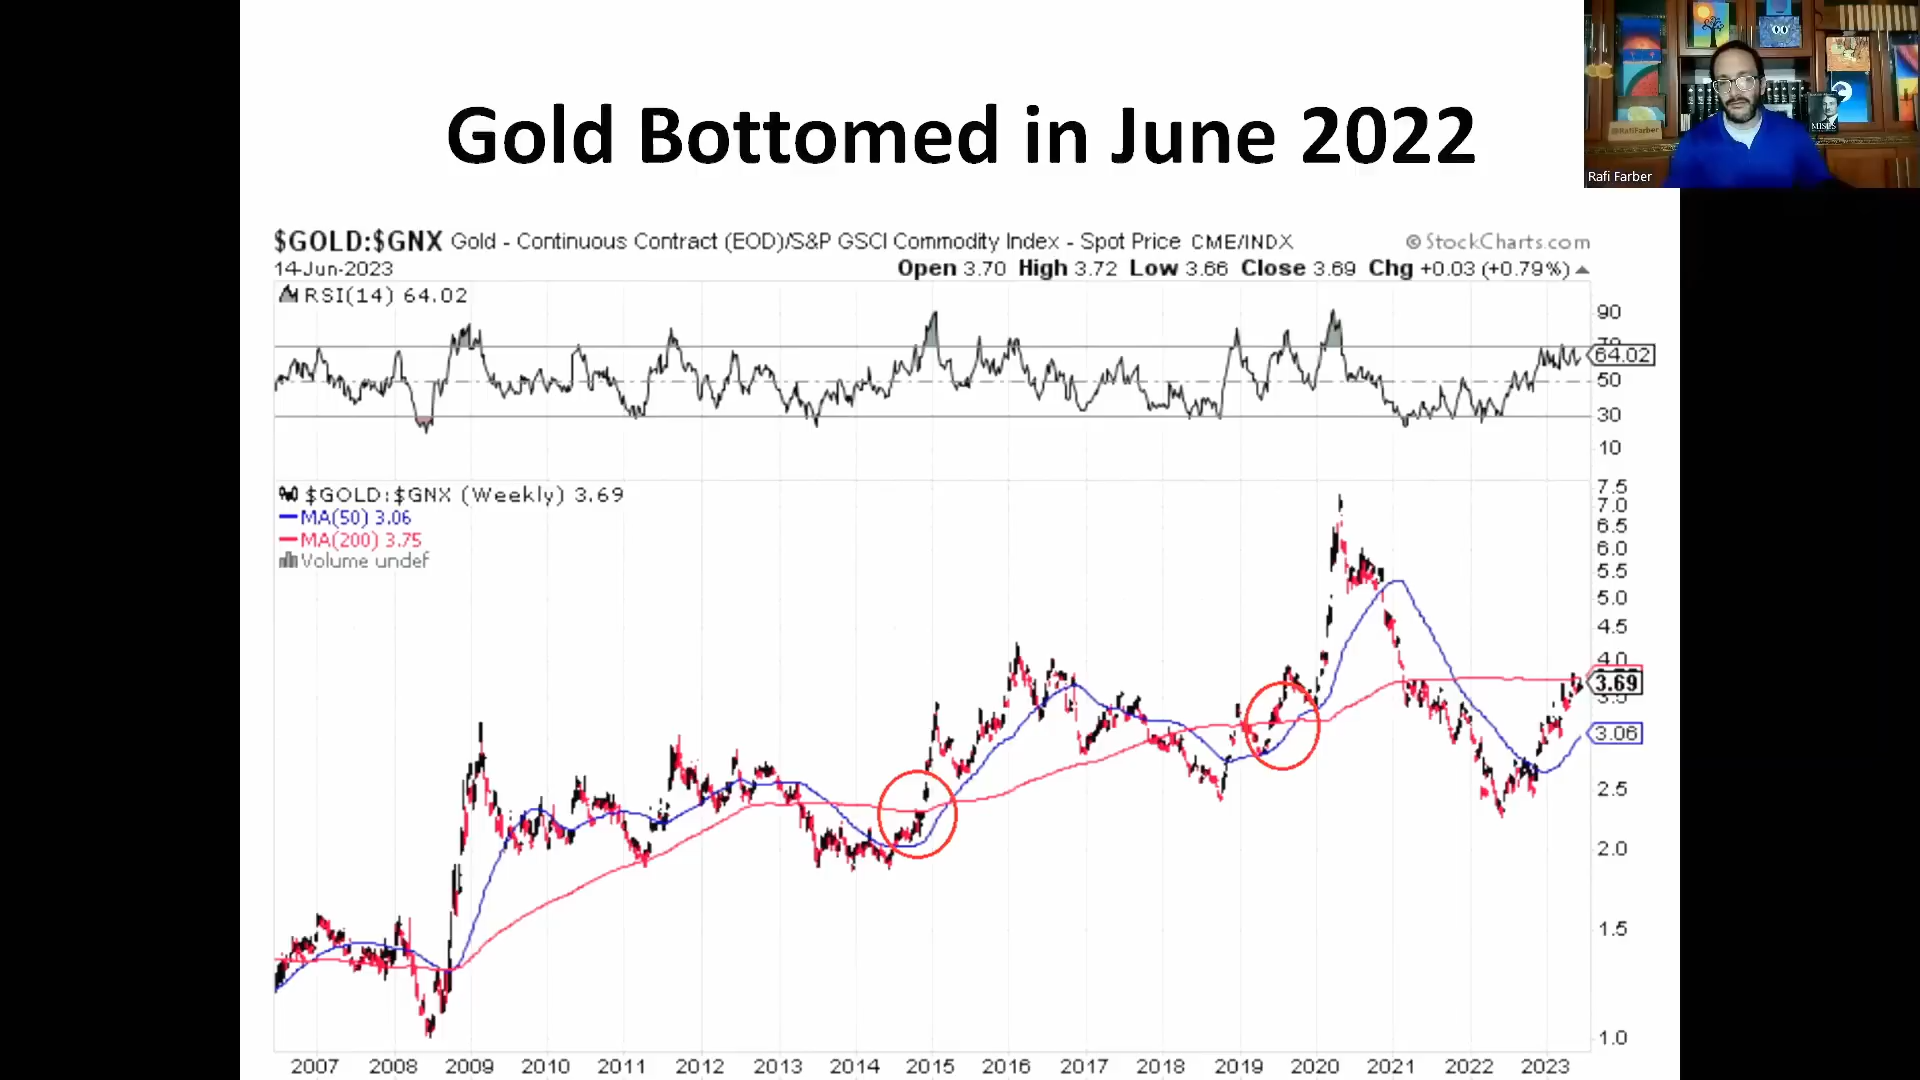 Gold Bottomed in June 2022
Rafi Farber
@RafiFarber
MISES
$GOLD:$GNX Gold - Continuous Contract (EOD)/S&P GSCI Commodity Index - Spot Price CME/INDX © StockCharts.com
14-Jun-2023 Open 3.70 High 3.72 Low 3.66 Close 3.69 Chg +0.03 (+0.79%)
RSI(14) 64.02
90
70
64.02
50
30
10
$GOLD:$GNX (Weekly) 3.69
MA(50) 3.06
MA(200) 3.75
Volume undef
7.5
7.0
6.5
6.0
5.5
5.0
4.5
4.0
3.69
3.5
3.06
2.5
2.0
1.5
1.0
2007 2008 2009 2010 2011 2012 2013 2014 2015 2016 2017 2018 2019 2020 2021 2022 2023